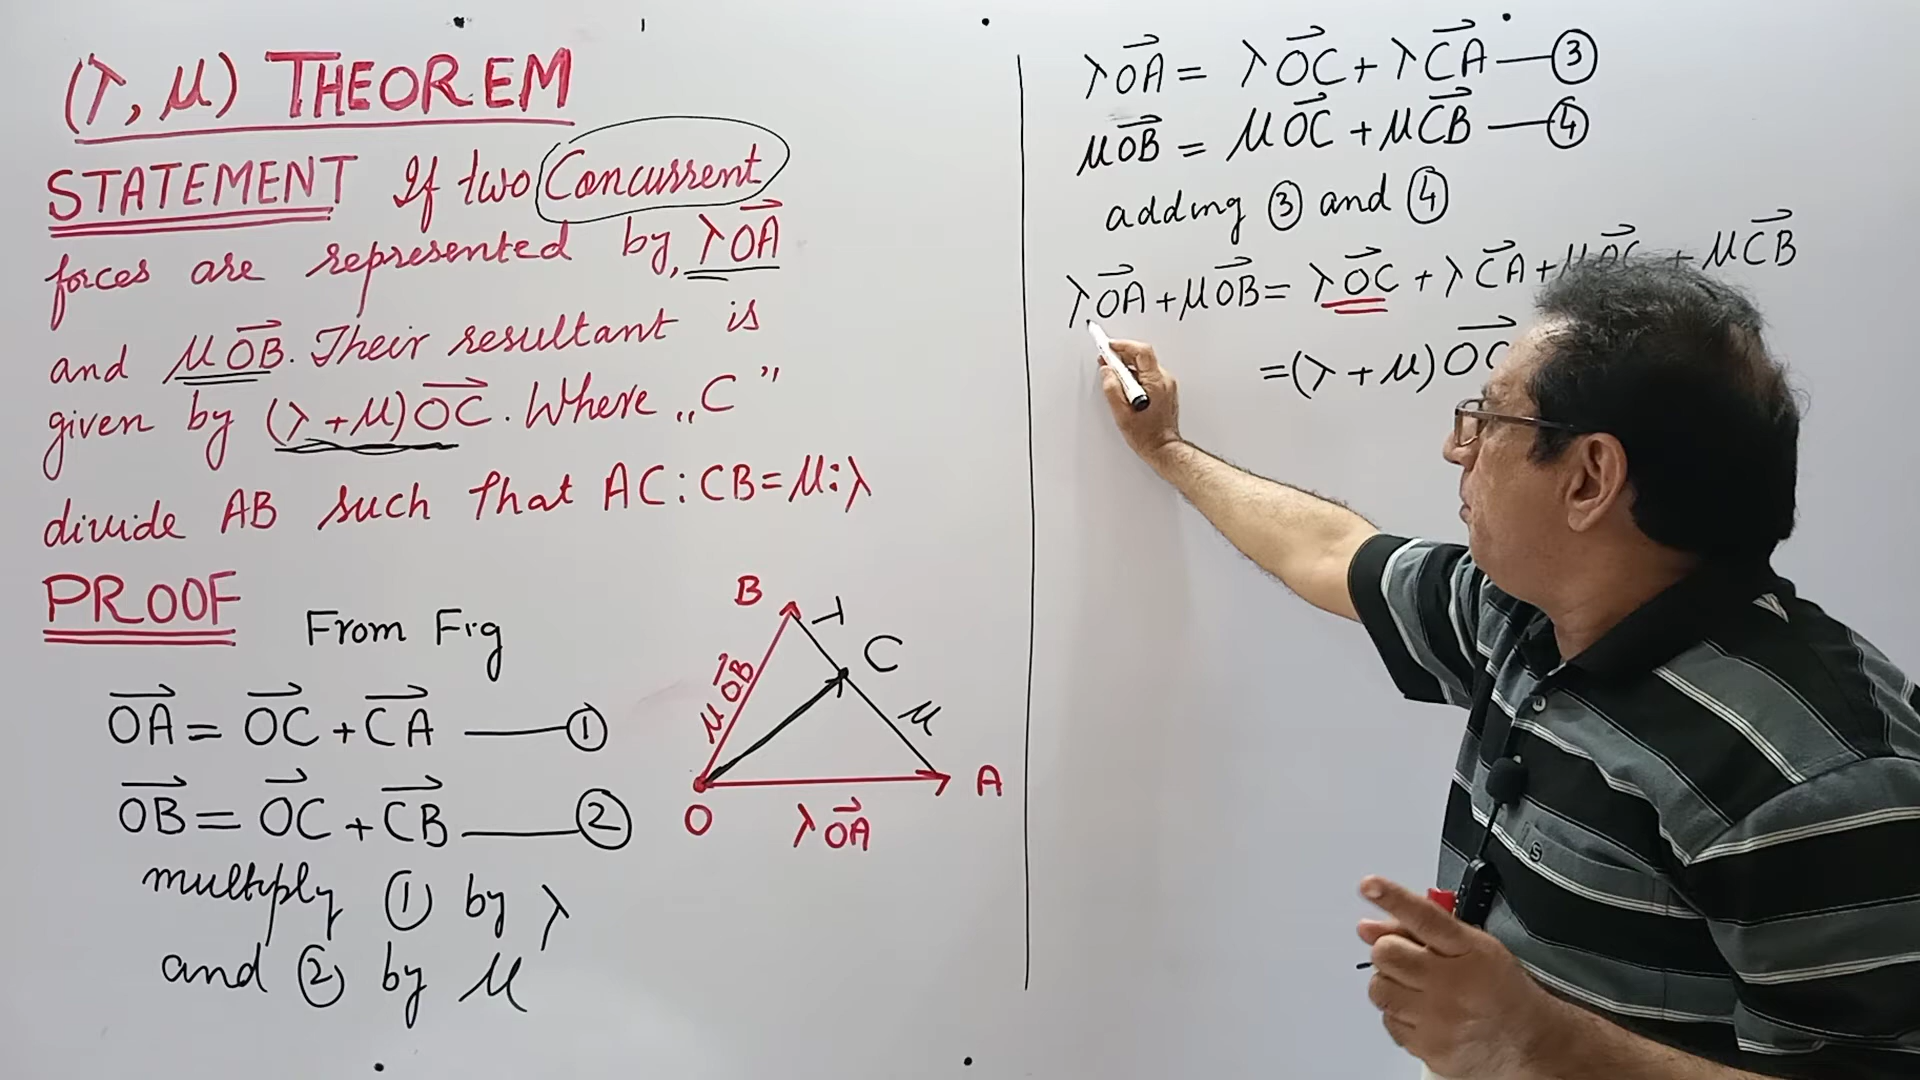 (λ, μ) THEOREM
STATEMENT If two Concurrent
forces are represented by, λOA⃗
and μOB⃗. Their resultant is
given by (λ+μ)OC⃗. Where „C”
divide AB such that AC:CB=μ:λ
PROOF
From Fig
OA⃗ = OC⃗ + CA⃗ — ①
OB⃗ = OC⃗ + CB⃗ — ②
multiply ① by λ
and ② by μ
B
λ
C
μOB⃗
μ
O
A
λOA⃗
λOA⃗ = λOC⃗ + λCA⃗ — ③
μOB⃗ = μOC⃗ + μCB⃗ — ④
adding ③ and ④
λOA⃗ + μOB⃗ = λOC⃗ + λCA⃗ + μOC⃗ + μCB⃗
=(λ+μ)OC⃗